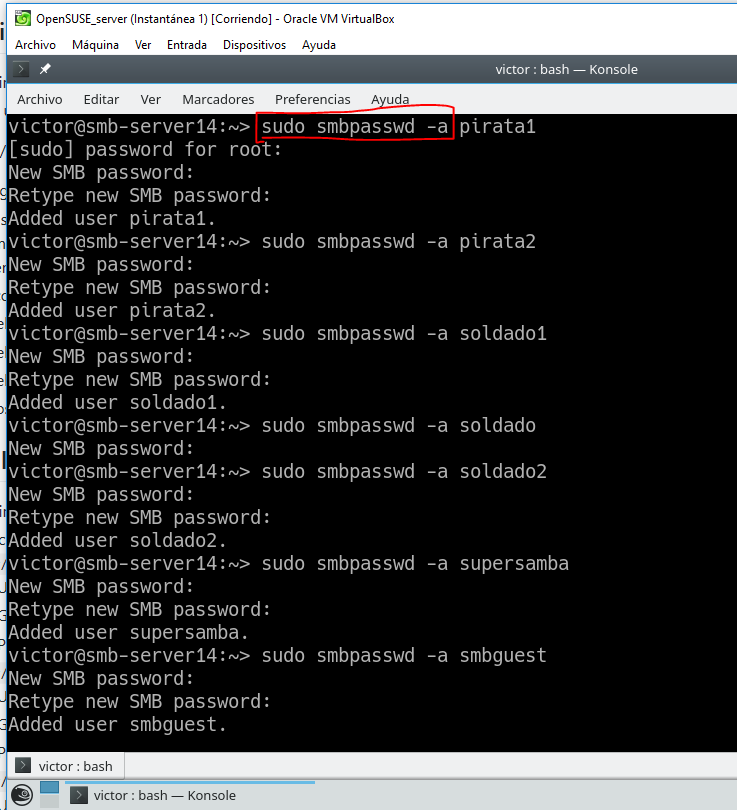 OpenSUSE_server (Instantánea 1) [Corriendo] - Oracle VM VirtualBox
Archivo Máquina Ver Entrada Dispositivos Ayuda
victor : bash — Konsole
Archivo Editar Ver Marcadores Preferencias Ayuda
victor@smb-server14:~> sudo smbpasswd -a pirata1
[sudo] password for root:
New SMB password:
Retype new SMB password:
Added user pirata1.
victor@smb-server14:~> sudo smbpasswd -a pirata2
New SMB password:
Retype new SMB password:
Added user pirata2.
victor@smb-server14:~> sudo smbpasswd -a soldado1
New SMB password:
Retype new SMB password:
Added user soldado1.
victor@smb-server14:~> sudo smbpasswd -a soldado
New SMB password:
victor@smb-server14:~> sudo smbpasswd -a soldado2
New SMB password:
Retype new SMB password:
Added user soldado2.
victor@smb-server14:~> sudo smbpasswd -a supersamba
New SMB password:
Retype new SMB password:
Added user supersamba.
victor@smb-server14:~> sudo smbpasswd -a smbguest
New SMB password:
Retype new SMB password:
Added user smbguest.
victor : bash
victor : bash — Konsole